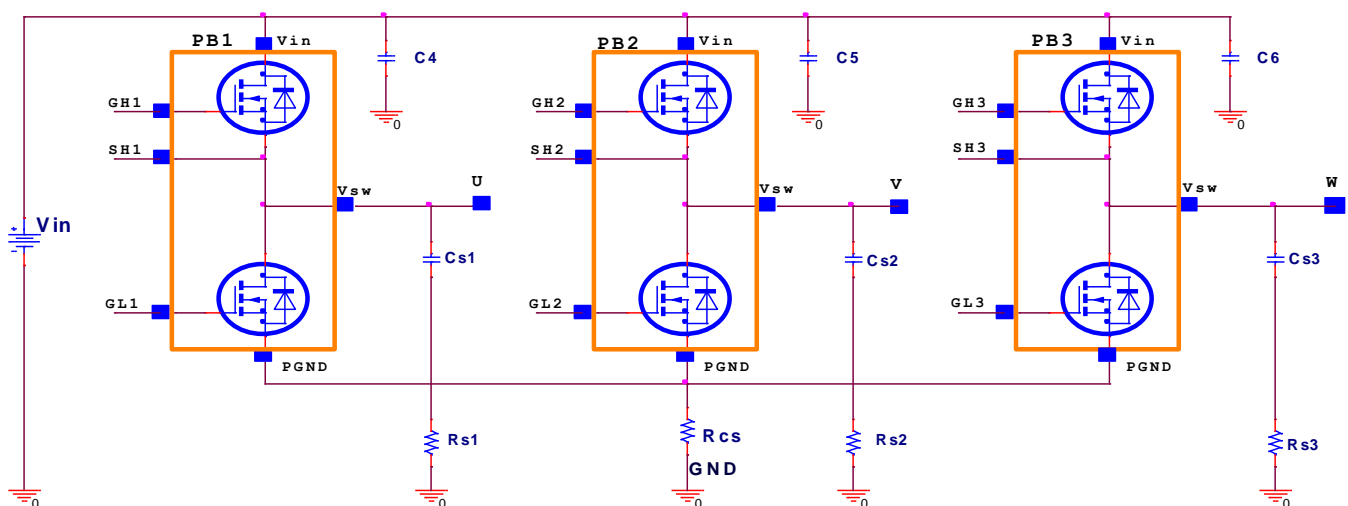 PB1 Vin C4 PB2 Vin C5 PB3 Vin C6
GH1 0 GH2 0 GH3 0
SH1 SH2 SH3
Vsw U Vsw V Vsw W
Vin
+
-
Cs1 Cs2 Cs3
GL1 GL2 GL3
PGND PGND PGND
Rs1 Rcs Rs2 Rs3
GND
0 0 0 0 0